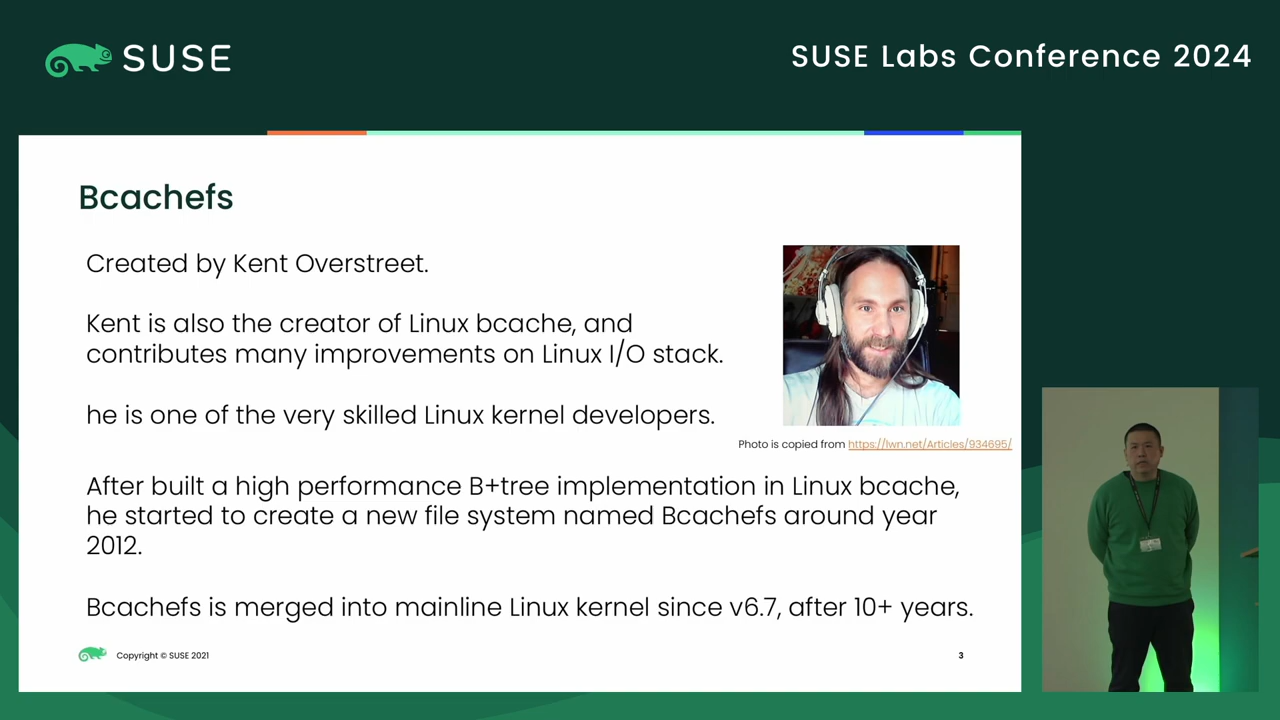 SUSE
SUSE Labs Conference 2024
Bcachefs
Created by Kent Overstreet.
Kent is also the creator of Linux bcache, and
contributes many improvements on Linux I/O stack.
he is one of the very skilled Linux kernel developers.
Photo is copied from https://lwn.net/Articles/934695/
After built a high performance B+tree implementation in Linux bcache,
he started to create a new file system named Bcachefs around year
2012.
Bcachefs is merged into mainline Linux kernel since v6.7, after 10+ years.
Copyright © SUSE 2021
3